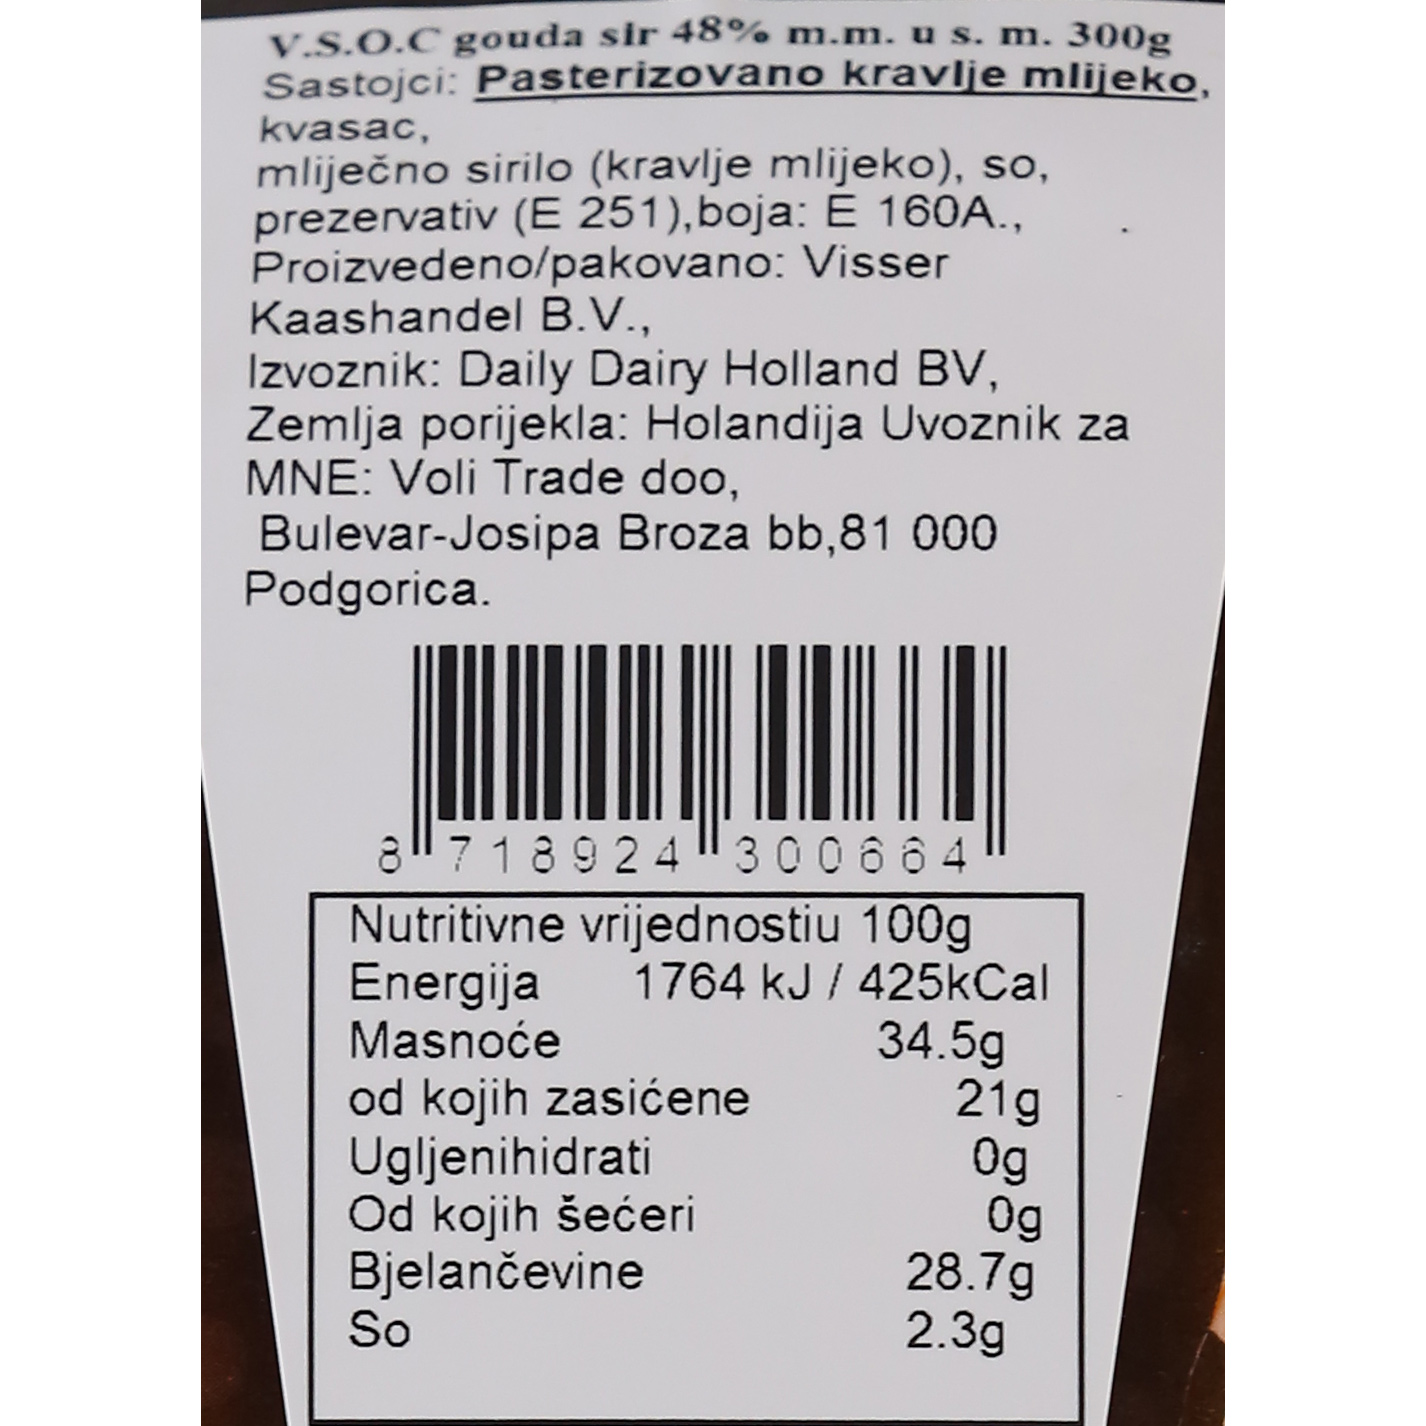 V.S.O.C gouda sir 48% m.m. u s. m. 300g
Sastojci: Pasterizovano kravlje mlijeko,
kvasac,
mliječno sirilo (kravlje mlijeko), so,
prezervativ (E 251),boja: E 160A.,
Proizvedeno/pakovano: Visser
Kaashandel B.V.,
Izvoznik: Daily Dairy Holland BV,
Zemlja porijekla: Holandija Uvoznik za
MNE: Voli Trade doo,
Bulevar-Josipa Broza bb,81 000
Podgorica.
8 718924 300664
Nutritivne vrijednostiu 100g
Energija 1764 kJ / 425kCal
Masnoće 34.5g
od kojih zasićene 21g
Ugljenihidrati 0g
Od kojih šećeri 0g
Bjelančevine 28.7g
So 2.3g